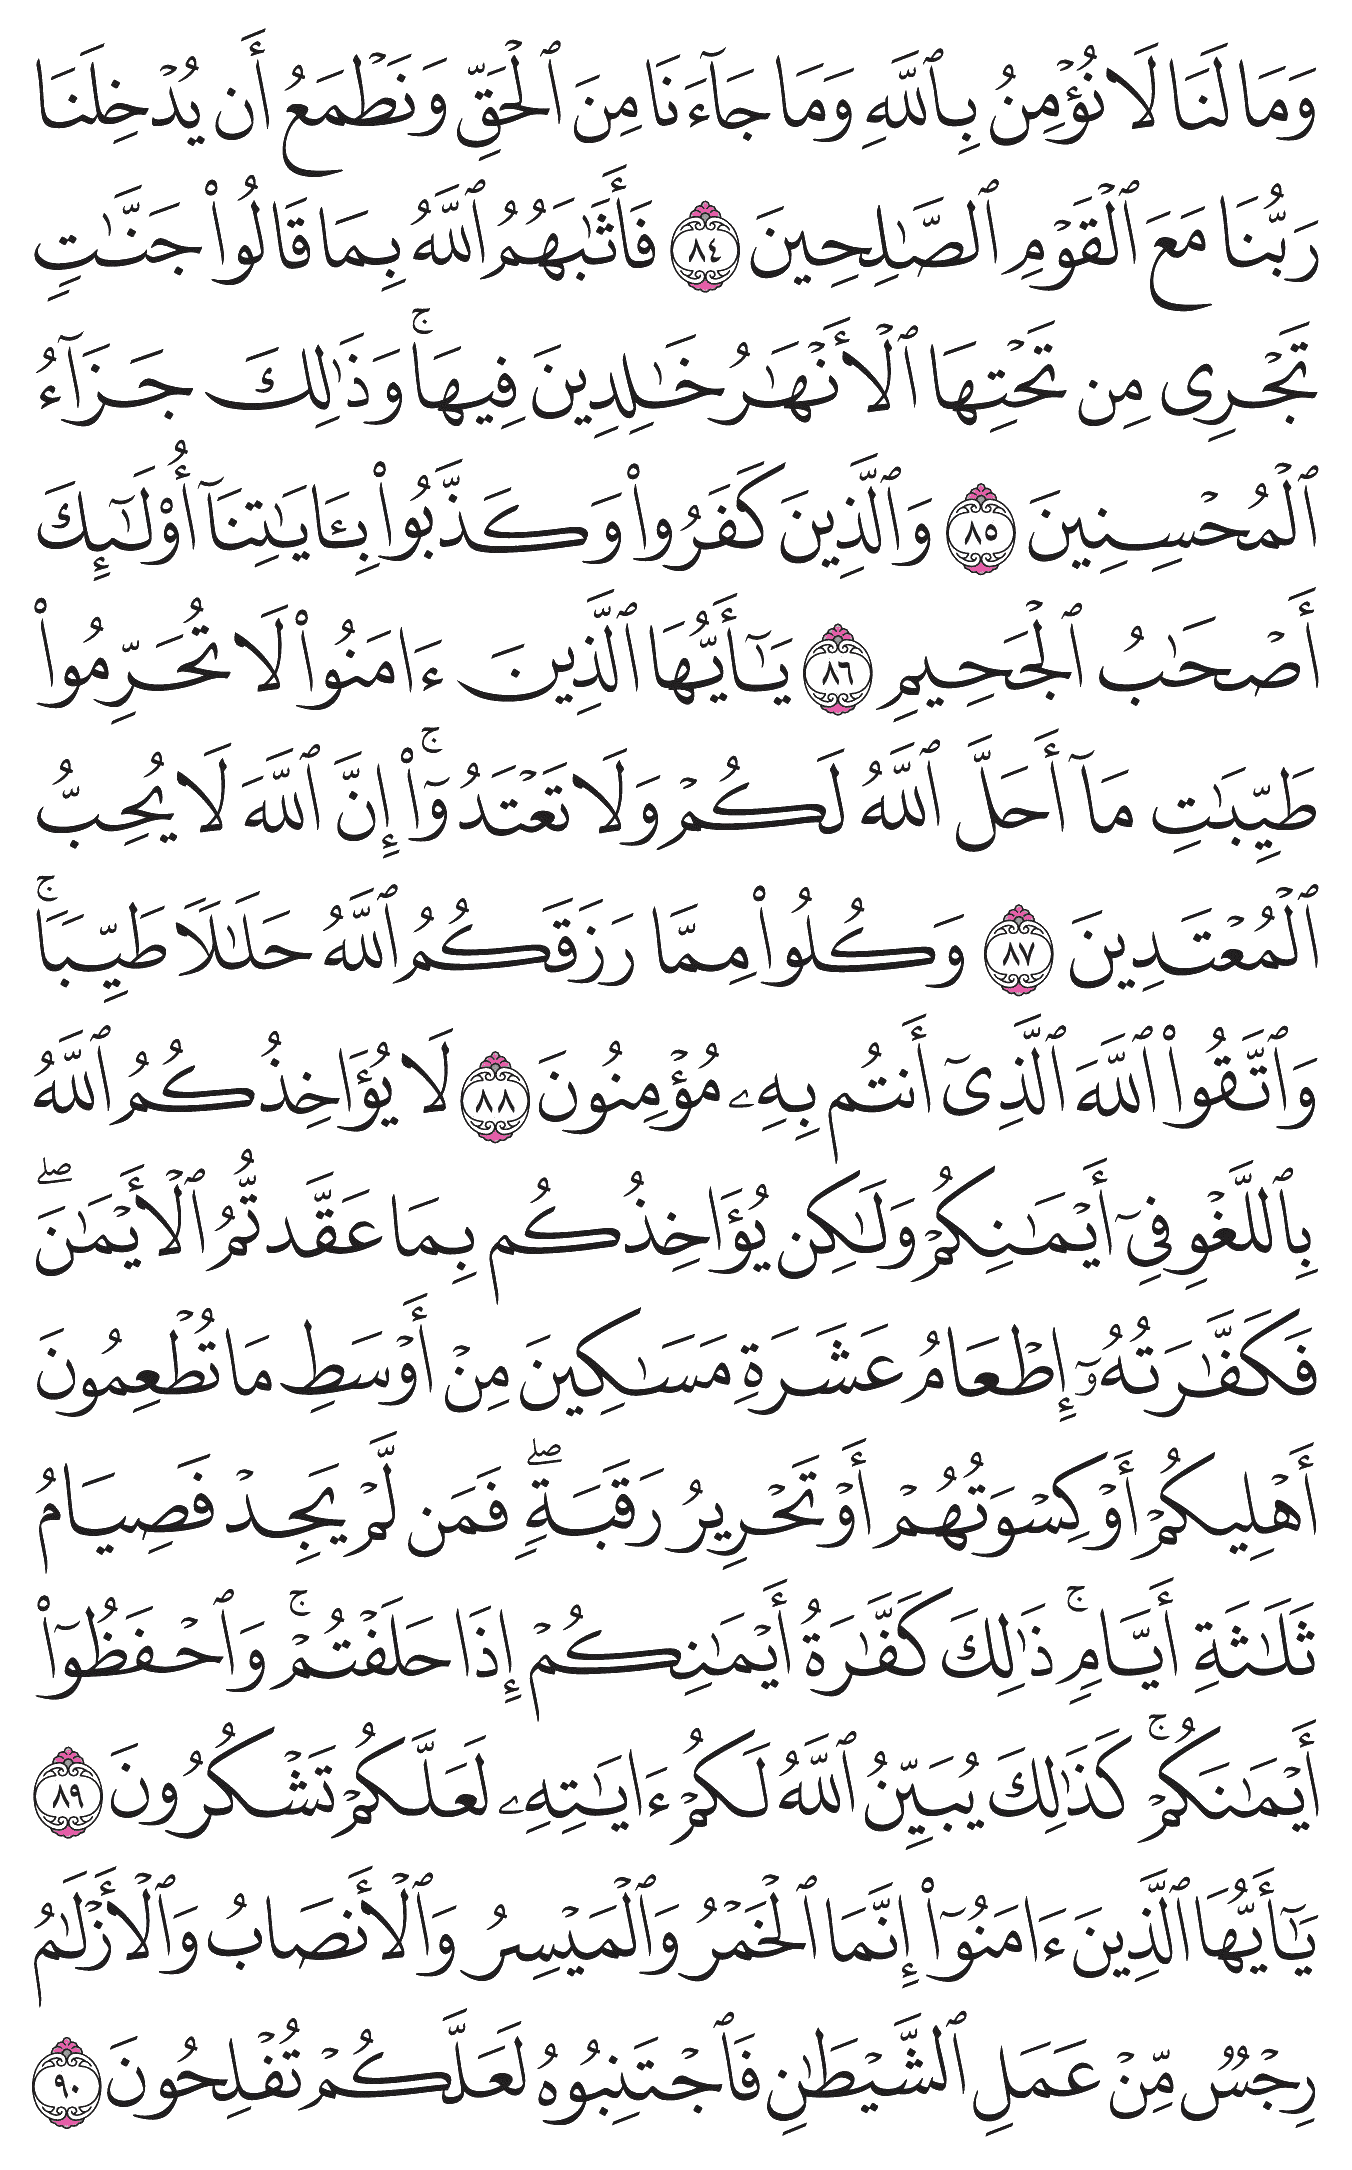 وَمَا لَنَا لَا نُؤۡمِنُ بِٱللَّهِ وَمَا جَآءَنَا مِنَ ٱلۡحَقِّ وَنَطۡمَعُ أَن يُدۡخِلَنَا
رَبُّنَا مَعَ ٱلۡقَوۡمِ ٱلصَّٰلِحِينَ ٨٤ فَأَثَٰبَهُمُ ٱللَّهُ بِمَا قَالُواْ جَنَّٰتٖ
تَجۡرِي مِن تَحۡتِهَا ٱلۡأَنۡهَٰرُ خَٰلِدِينَ فِيهَاۚ وَذَٰلِكَ جَزَآءُ
ٱلۡمُحۡسِنِينَ ٨٥ وَٱلَّذِينَ كَفَرُواْ وَكَذَّبُواْ بِـَٔايَٰتِنَآ أُوْلَٰٓئِكَ
أَصۡحَٰبُ ٱلۡجَحِيمِ ٨٦ يَٰٓأَيُّهَا ٱلَّذِينَ ءَامَنُواْ لَا تُحَرِّمُواْ
طَيِّبَٰتِ مَآ أَحَلَّ ٱللَّهُ لَكُمۡ وَلَا تَعۡتَدُوٓاْۚ إِنَّ ٱللَّهَ لَا يُحِبُّ
ٱلۡمُعۡتَدِينَ ٨٧ وَكُلُواْ مِمَّا رَزَقَكُمُ ٱللَّهُ حَلَٰلٗا طَيِّبٗاۚ
وَٱتَّقُواْ ٱللَّهَ ٱلَّذِيٓ أَنتُم بِهِۦ مُؤۡمِنُونَ ٨٨ لَا يُؤَاخِذُكُمُ ٱللَّهُ
بِٱللَّغۡوِ فِيٓ أَيۡمَٰنِكُمۡ وَلَٰكِن يُؤَاخِذُكُم بِمَا عَقَّدتُّمُ ٱلۡأَيۡمَٰنَۖ
فَكَفَّٰرَتُهُۥٓ إِطۡعَامُ عَشَرَةِ مَسَٰكِينَ مِنۡ أَوۡسَطِ مَا تُطۡعِمُونَ
أَهۡلِيكُمۡ أَوۡ كِسۡوَتُهُمۡ أَوۡ تَحۡرِيرُ رَقَبَةٖۖ فَمَن لَّمۡ يَجِدۡ فَصِيَامُ
ثَلَٰثَةِ أَيَّامٖۚ ذَٰلِكَ كَفَّٰرَةُ أَيۡمَٰنِكُمۡ إِذَا حَلَفۡتُمۡۚ وَٱحۡفَظُوٓاْ
أَيۡمَٰنَكُمۡۚ كَذَٰلِكَ يُبَيِّنُ ٱللَّهُ لَكُمۡ ءَايَٰتِهِۦ لَعَلَّكُمۡ تَشۡكُرُونَ ٨٩
يَٰٓأَيُّهَا ٱلَّذِينَ ءَامَنُوٓاْ إِنَّمَا ٱلۡخَمۡرُ وَٱلۡمَيۡسِرُ وَٱلۡأَنصَابُ وَٱلۡأَزۡلَٰمُ
رِجۡسٞ مِّنۡ عَمَلِ ٱلشَّيۡطَٰنِ فَٱجۡتَنِبُوهُ لَعَلَّكُمۡ تُفۡلِحُونَ ٩٠